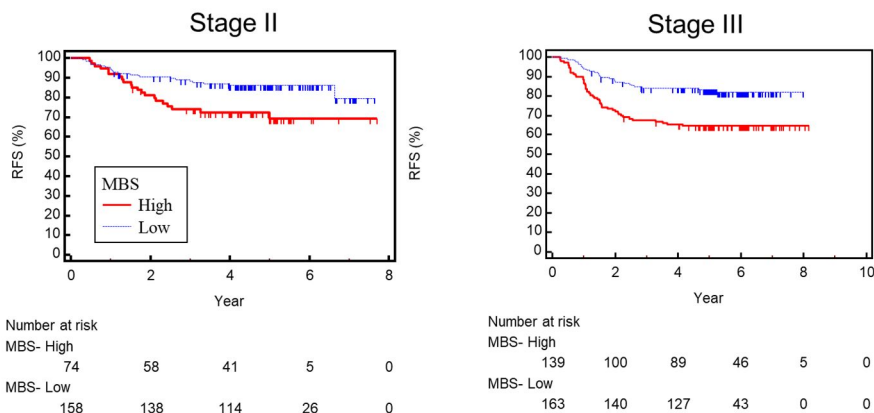 Stage II
100
90
80
70
60
50
40
30
20
10
0
RFS (%)
MBS
High
Low
0 2 4 6 8
Year
Number at risk
MBS- High
74 58 41 5 0
MBS- Low
158 138 114 26 0
Stage III
100
90
80
70
60
50
40
30
20
10
0
RFS (%)
0 2 4 6 8 10
Year
Number at risk
MBS- High
139 100 89 46 5 0
MBS- Low
163 140 127 43 0 0